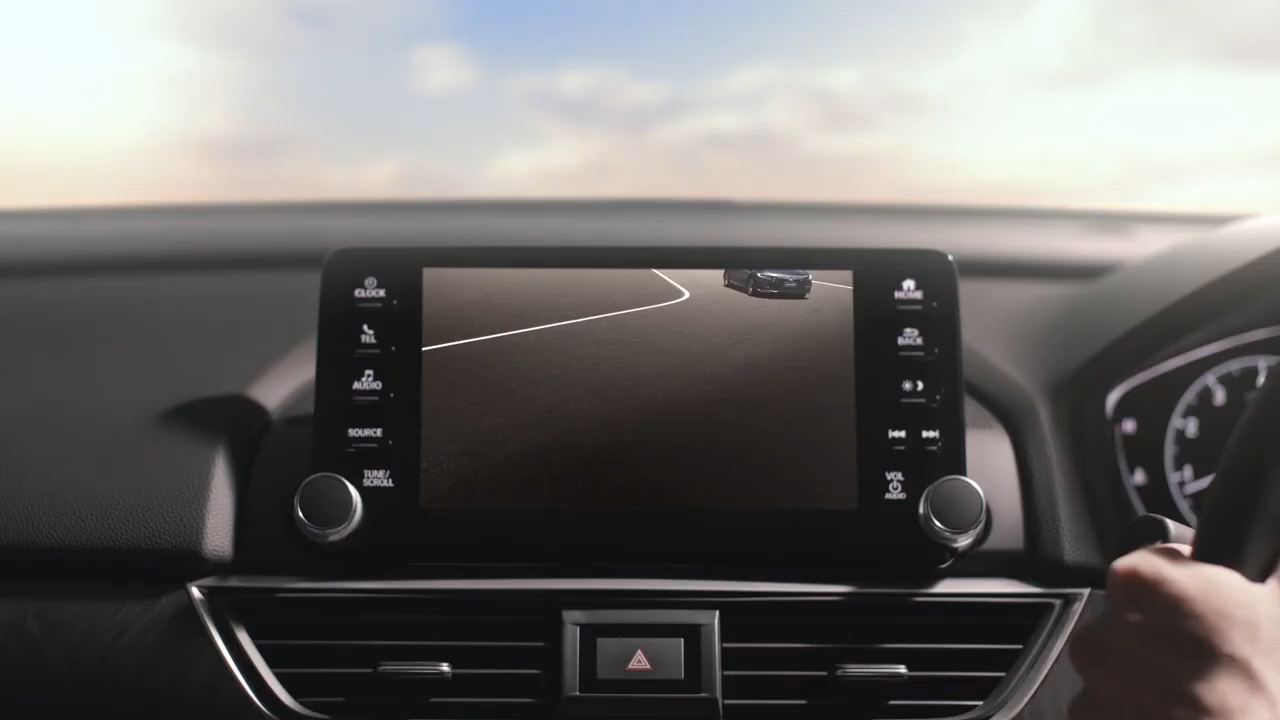 CLOCK
TEL
AUDIO
SOURCE
TUNE/
SCROLL
HOME
BACK
VOL
AUDIO